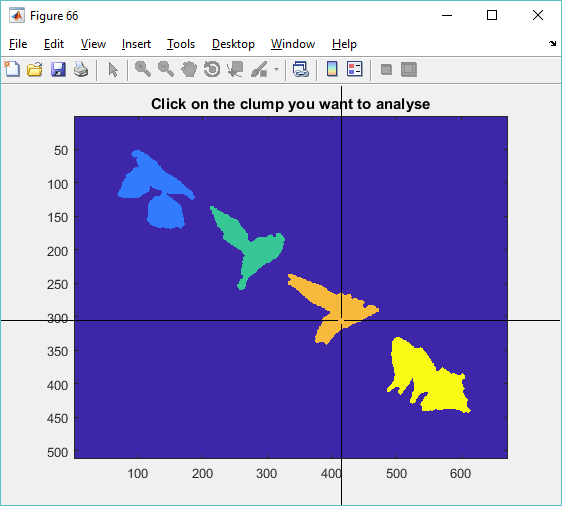 Figure 66
File Edit View Insert Tools Desktop Window Help
Click on the clump you want to analyse
50
100
150
200
250
300
350
400
450
500
100 200 300 400 500 600